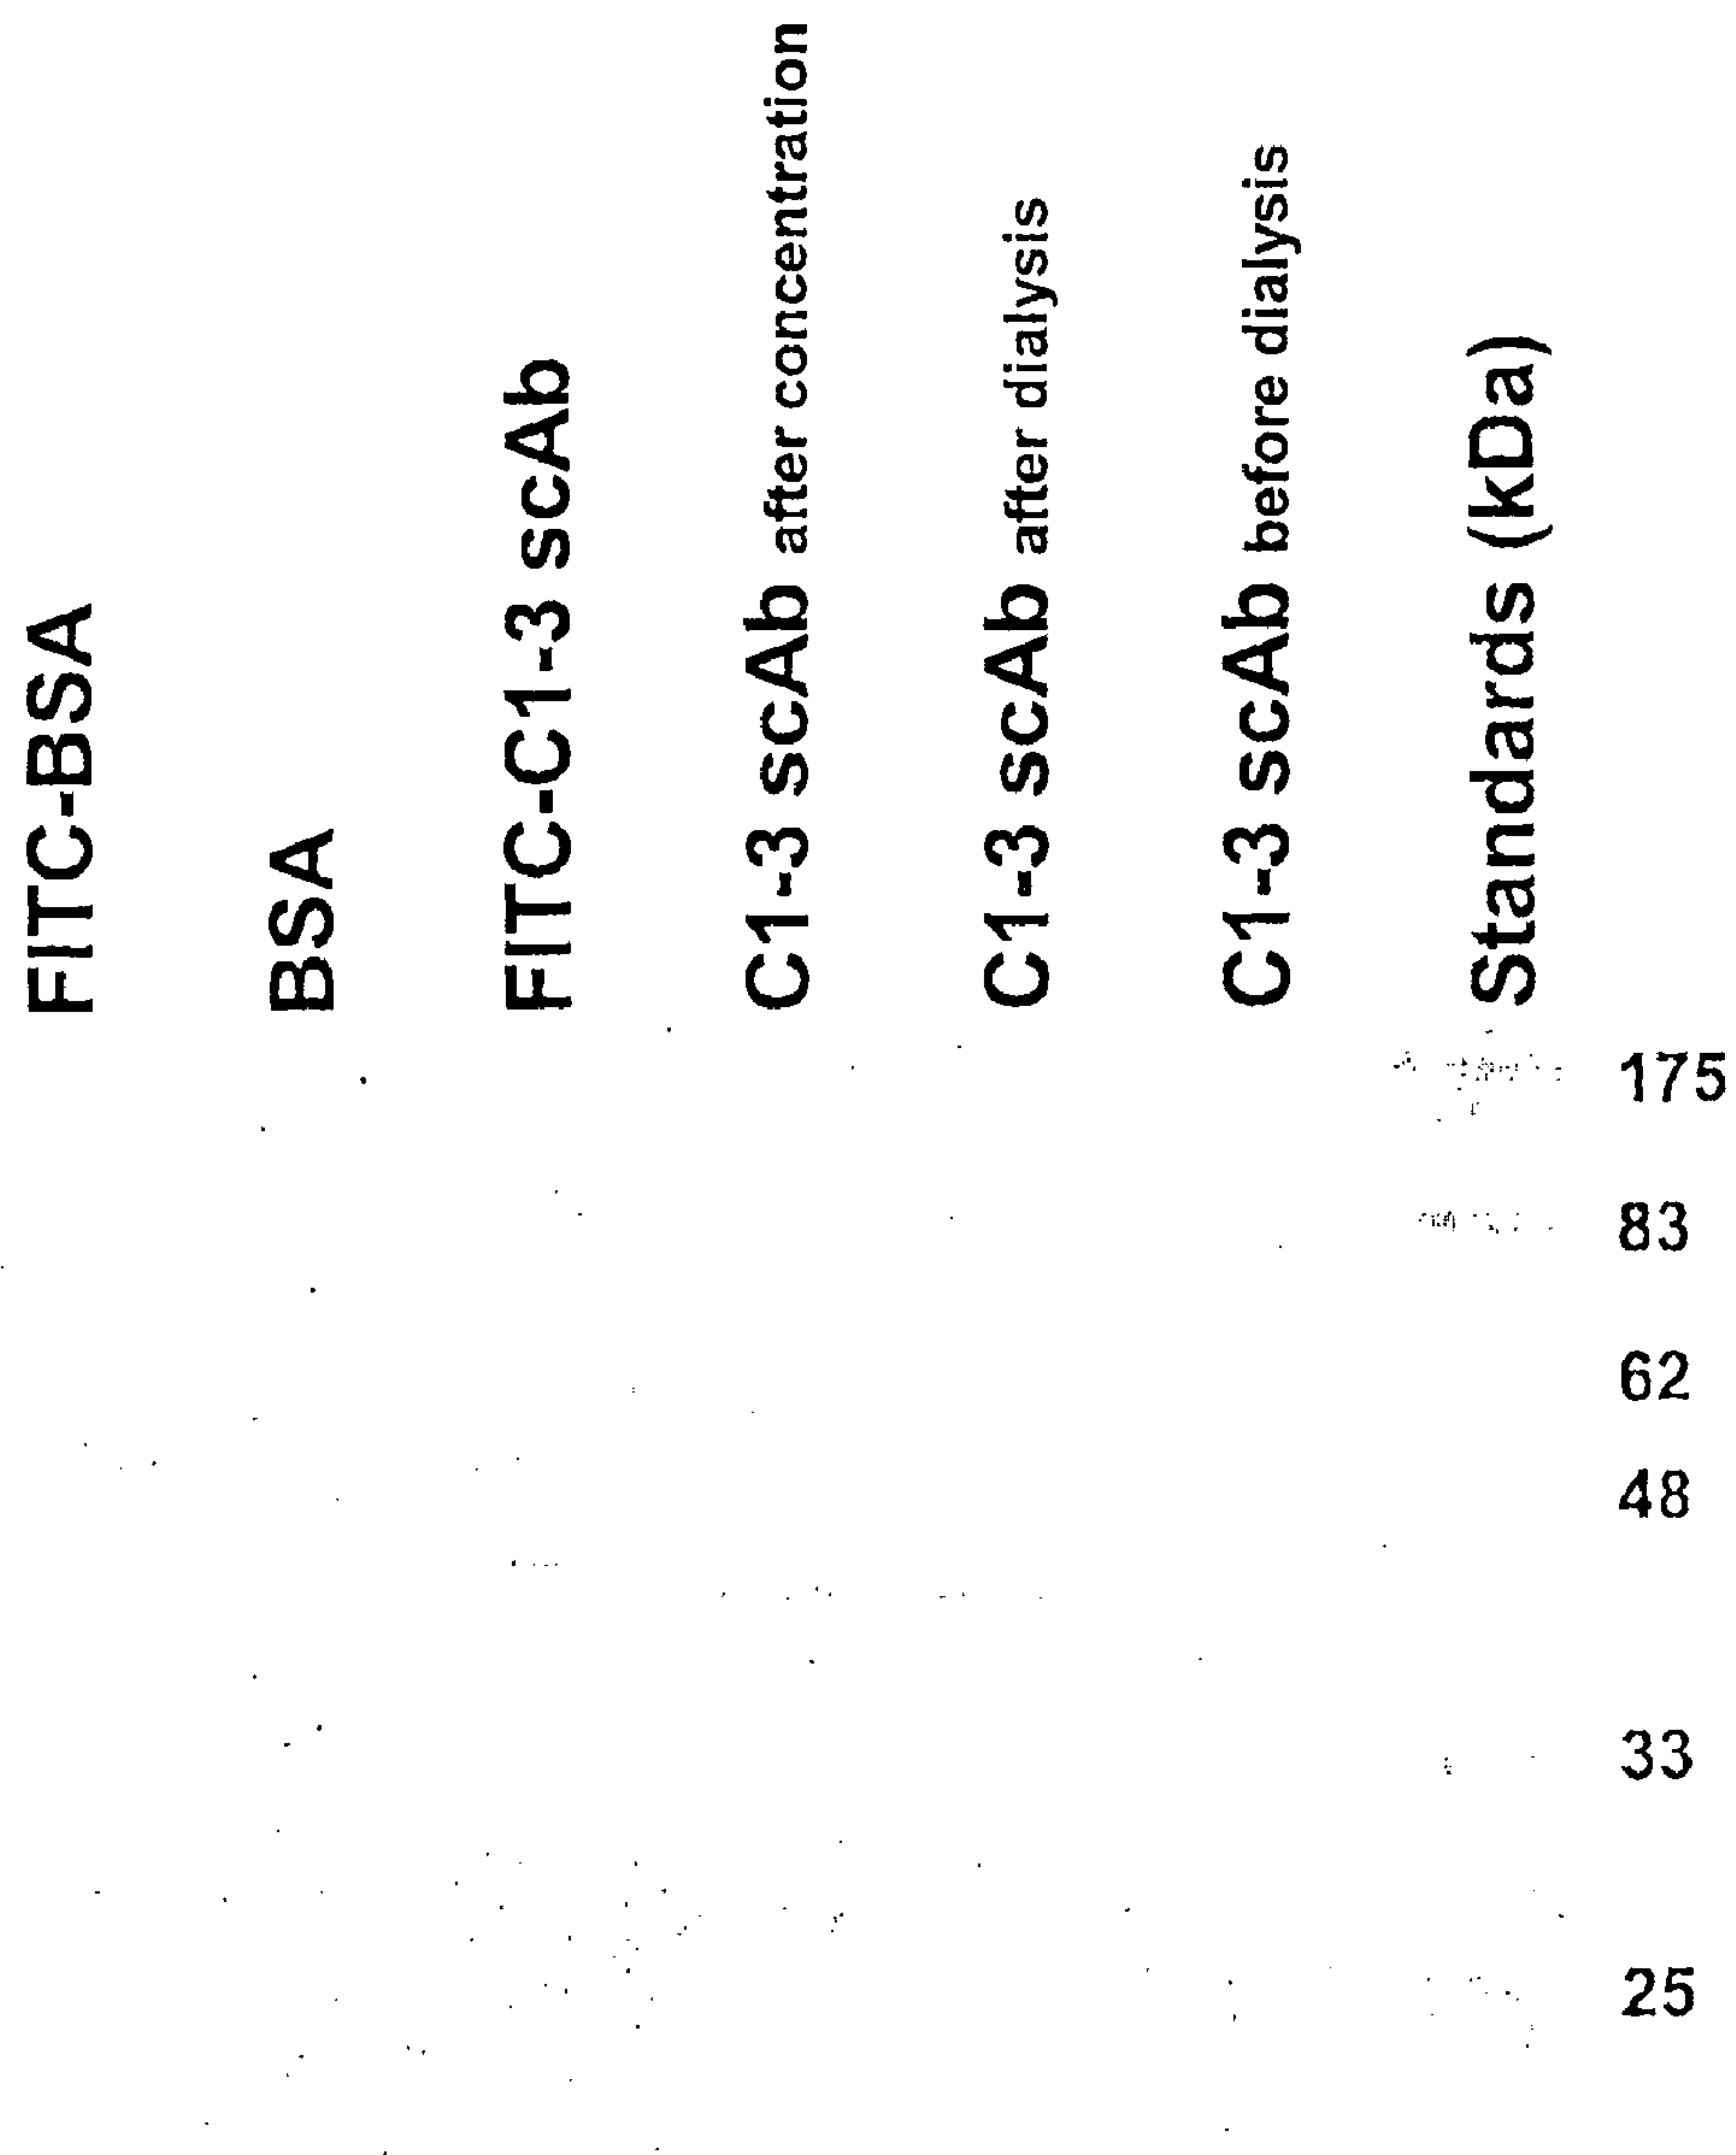 FITC-BSA
BSA
FITC-C1-3 scAb
C1-3 scAb after concentration
C1-3 scAb after dialysis
C1-3 scAb before dialysis
Standards (kDa)
175
83
62
48
33
25